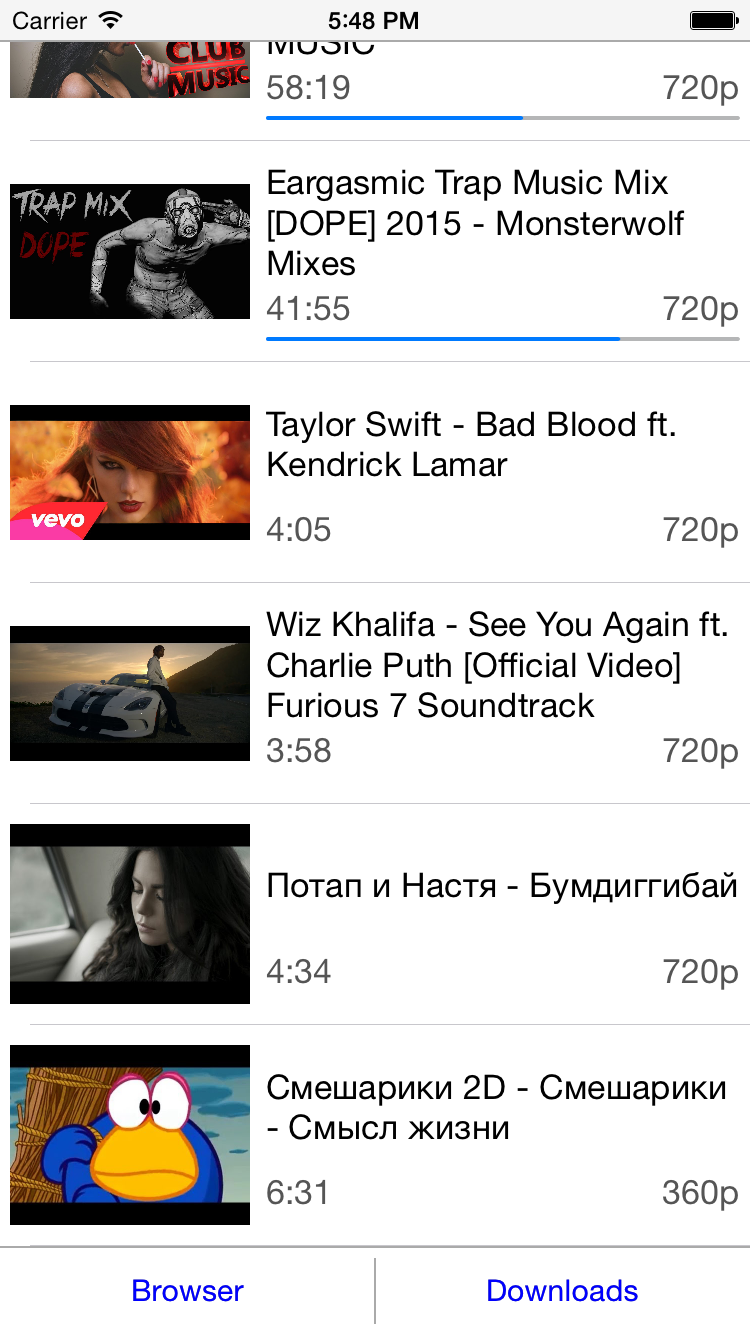 Carrier 5:48 PM
CLUB
MUSIC
MUSIC
58:19 720p
TRAP MIX
DOPE
Eargasmic Trap Music Mix
[DOPE] 2015 - Monsterwolf
Mixes
41:55 720p
vevo
Taylor Swift - Bad Blood ft.
Kendrick Lamar
4:05 720p
Wiz Khalifa - See You Again ft.
Charlie Puth [Official Video]
Furious 7 Soundtrack
3:58 720p
Потап и Настя - Бумдиггибай
4:34 720p
Смешарики 2D - Смешарики
- Смысл жизни
6:31 360p
Browser Downloads